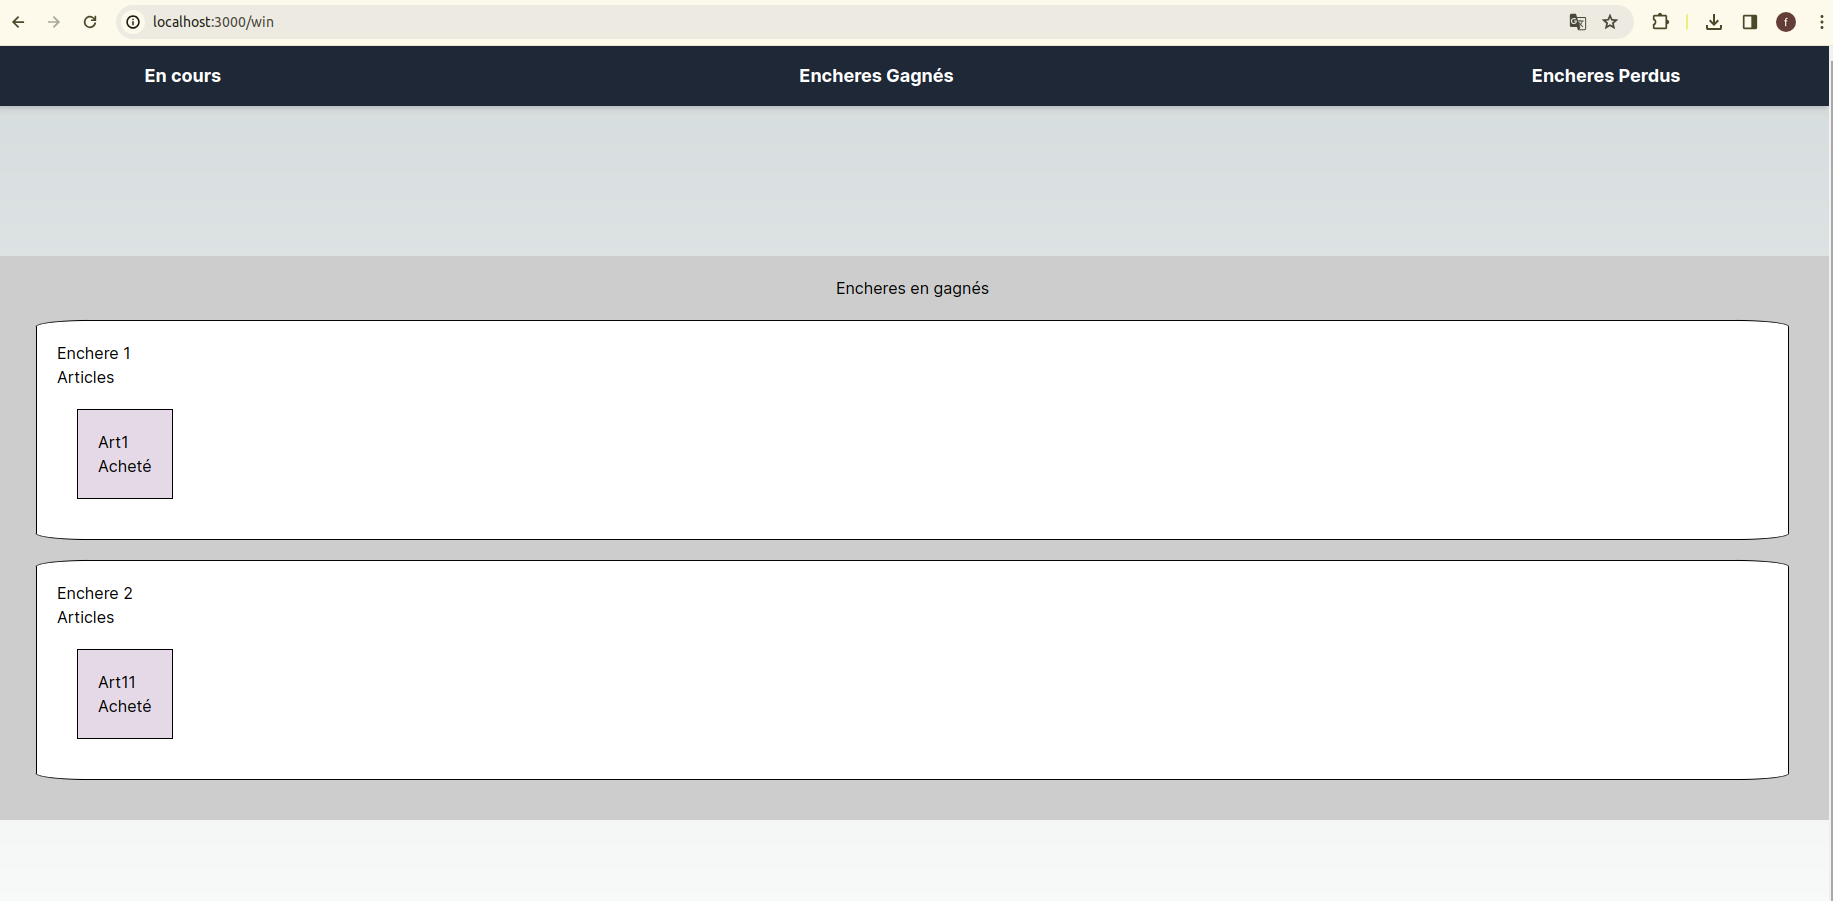 localhost:3000/win
f
En cours Encheres Gagnés Encheres Perdus
Encheres en gagnés
Enchere 1
Articles
Art1
Acheté
Enchere 2
Articles
Art11
Acheté